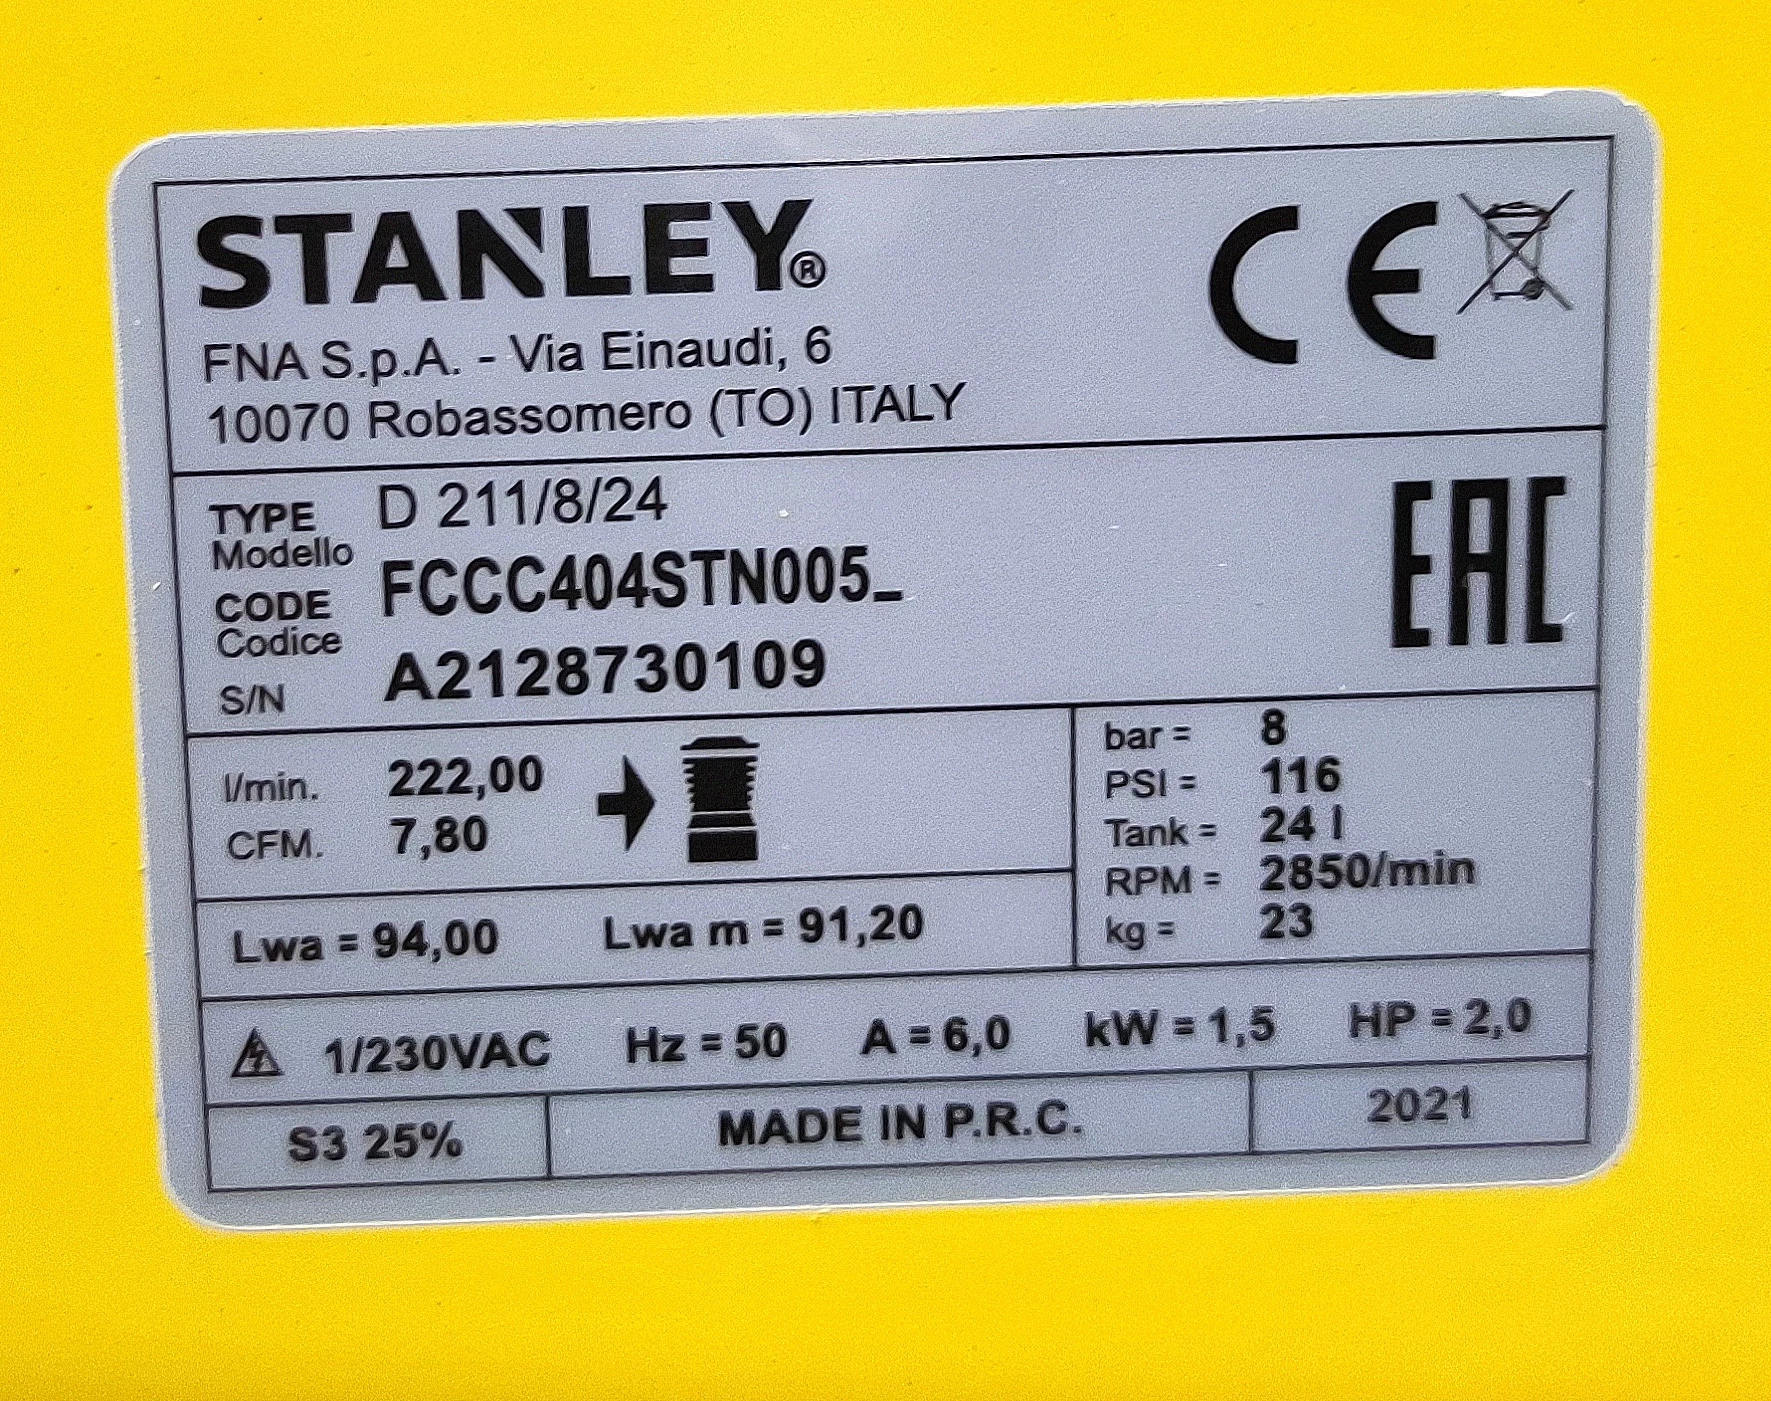 STANLEY®
FNA S.p.A. - Via Einaudi, 6
10070 Robassomero (TO) ITALY
CE
TYPE D 211/8/24
Modello
CODE FCCC404STN005_
Codice
S/N A2128730109
EAC
l/min. 222,00
CFM. 7,80
bar = 8
PSI = 116
Tank = 24 l
RPM = 2850/min
kg = 23
Lwa = 94,00 Lwa m = 91,20
1/230VAC Hz = 50 A = 6,0 kW = 1,5 HP = 2,0
S3 25% MADE IN P.R.C. 2021